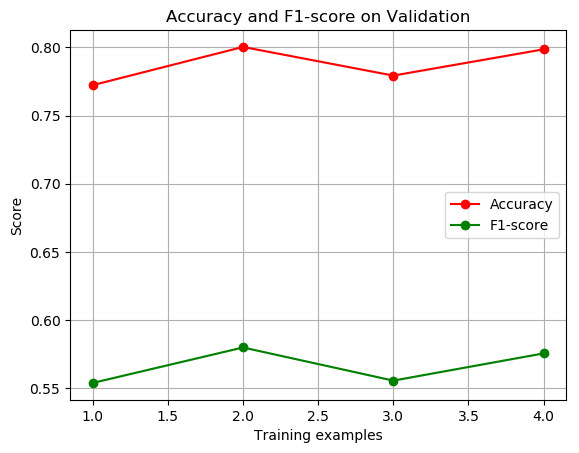 Accuracy and F1-score on Validation
0.80
0.75
0.70
0.65
0.60
0.55
Score
Accuracy
F1-score
1.0 1.5 2.0 2.5 3.0 3.5 4.0
Training examples